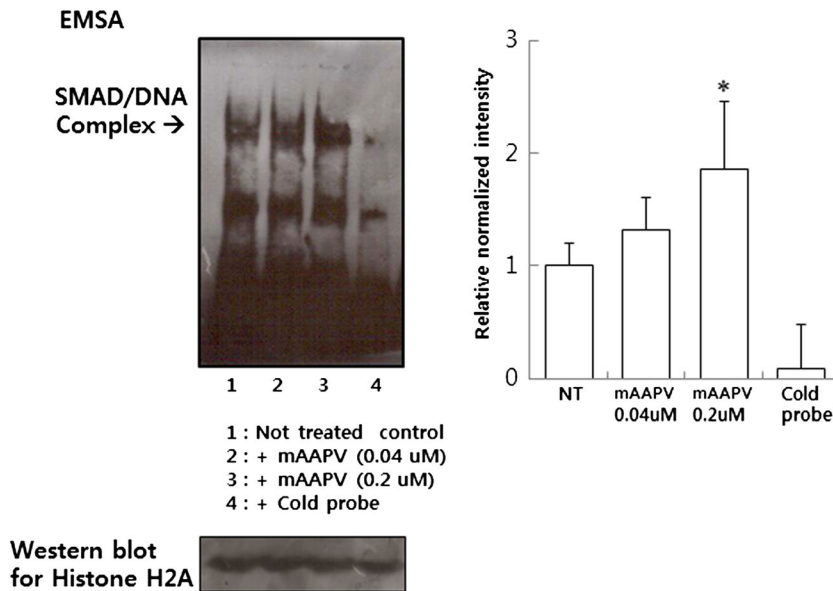 EMSA
SMAD/DNA
Complex →
1 2 3 4
1 : Not treated control
2 : + mAAPV (0.04 uM)
3 : + mAAPV (0.2 uM)
4 : + Cold probe
Western blot
for Histone H2A
Relative normalized intensity
3
2
1
0
*
NT
mAAPV
0.04uM
mAAPV
0.2uM
Cold
probe